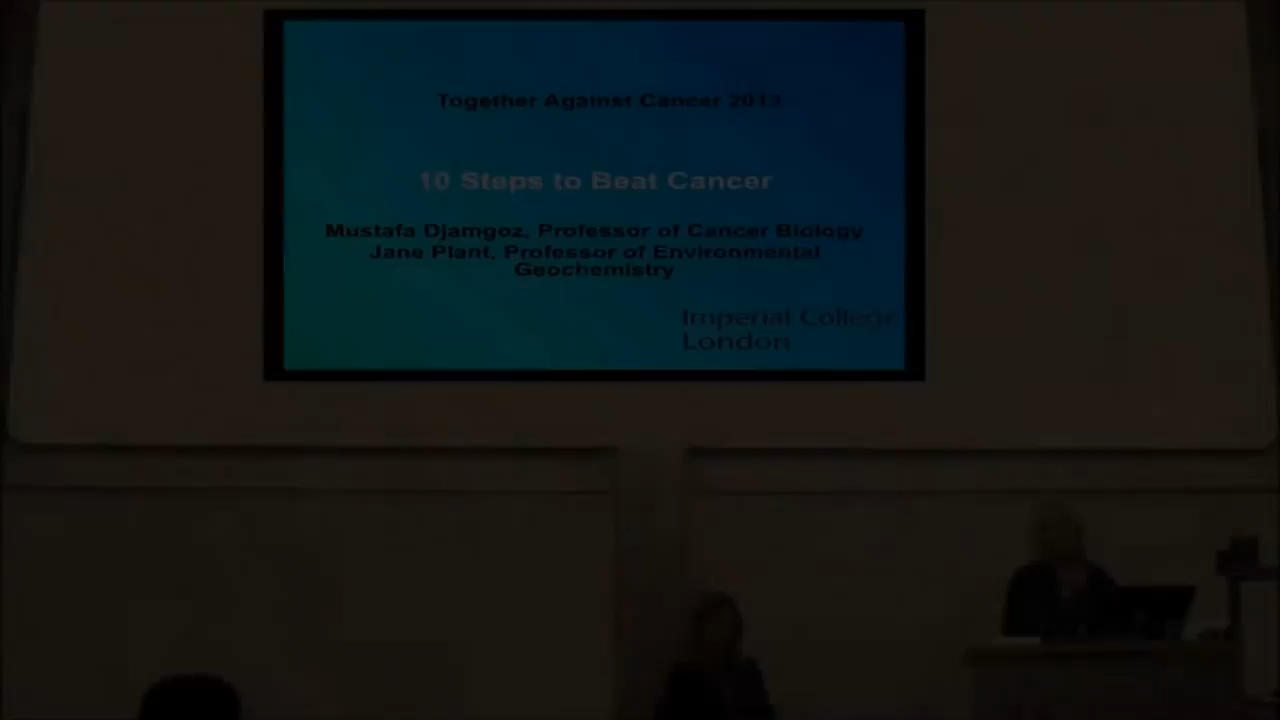 Together Against Cancer 2013
10 Steps to Beat Cancer
Mustafa Djamgoz, Professor of Cancer Biology
Jane Plant, Professor of Environmental
Geochemistry
Imperial College
London